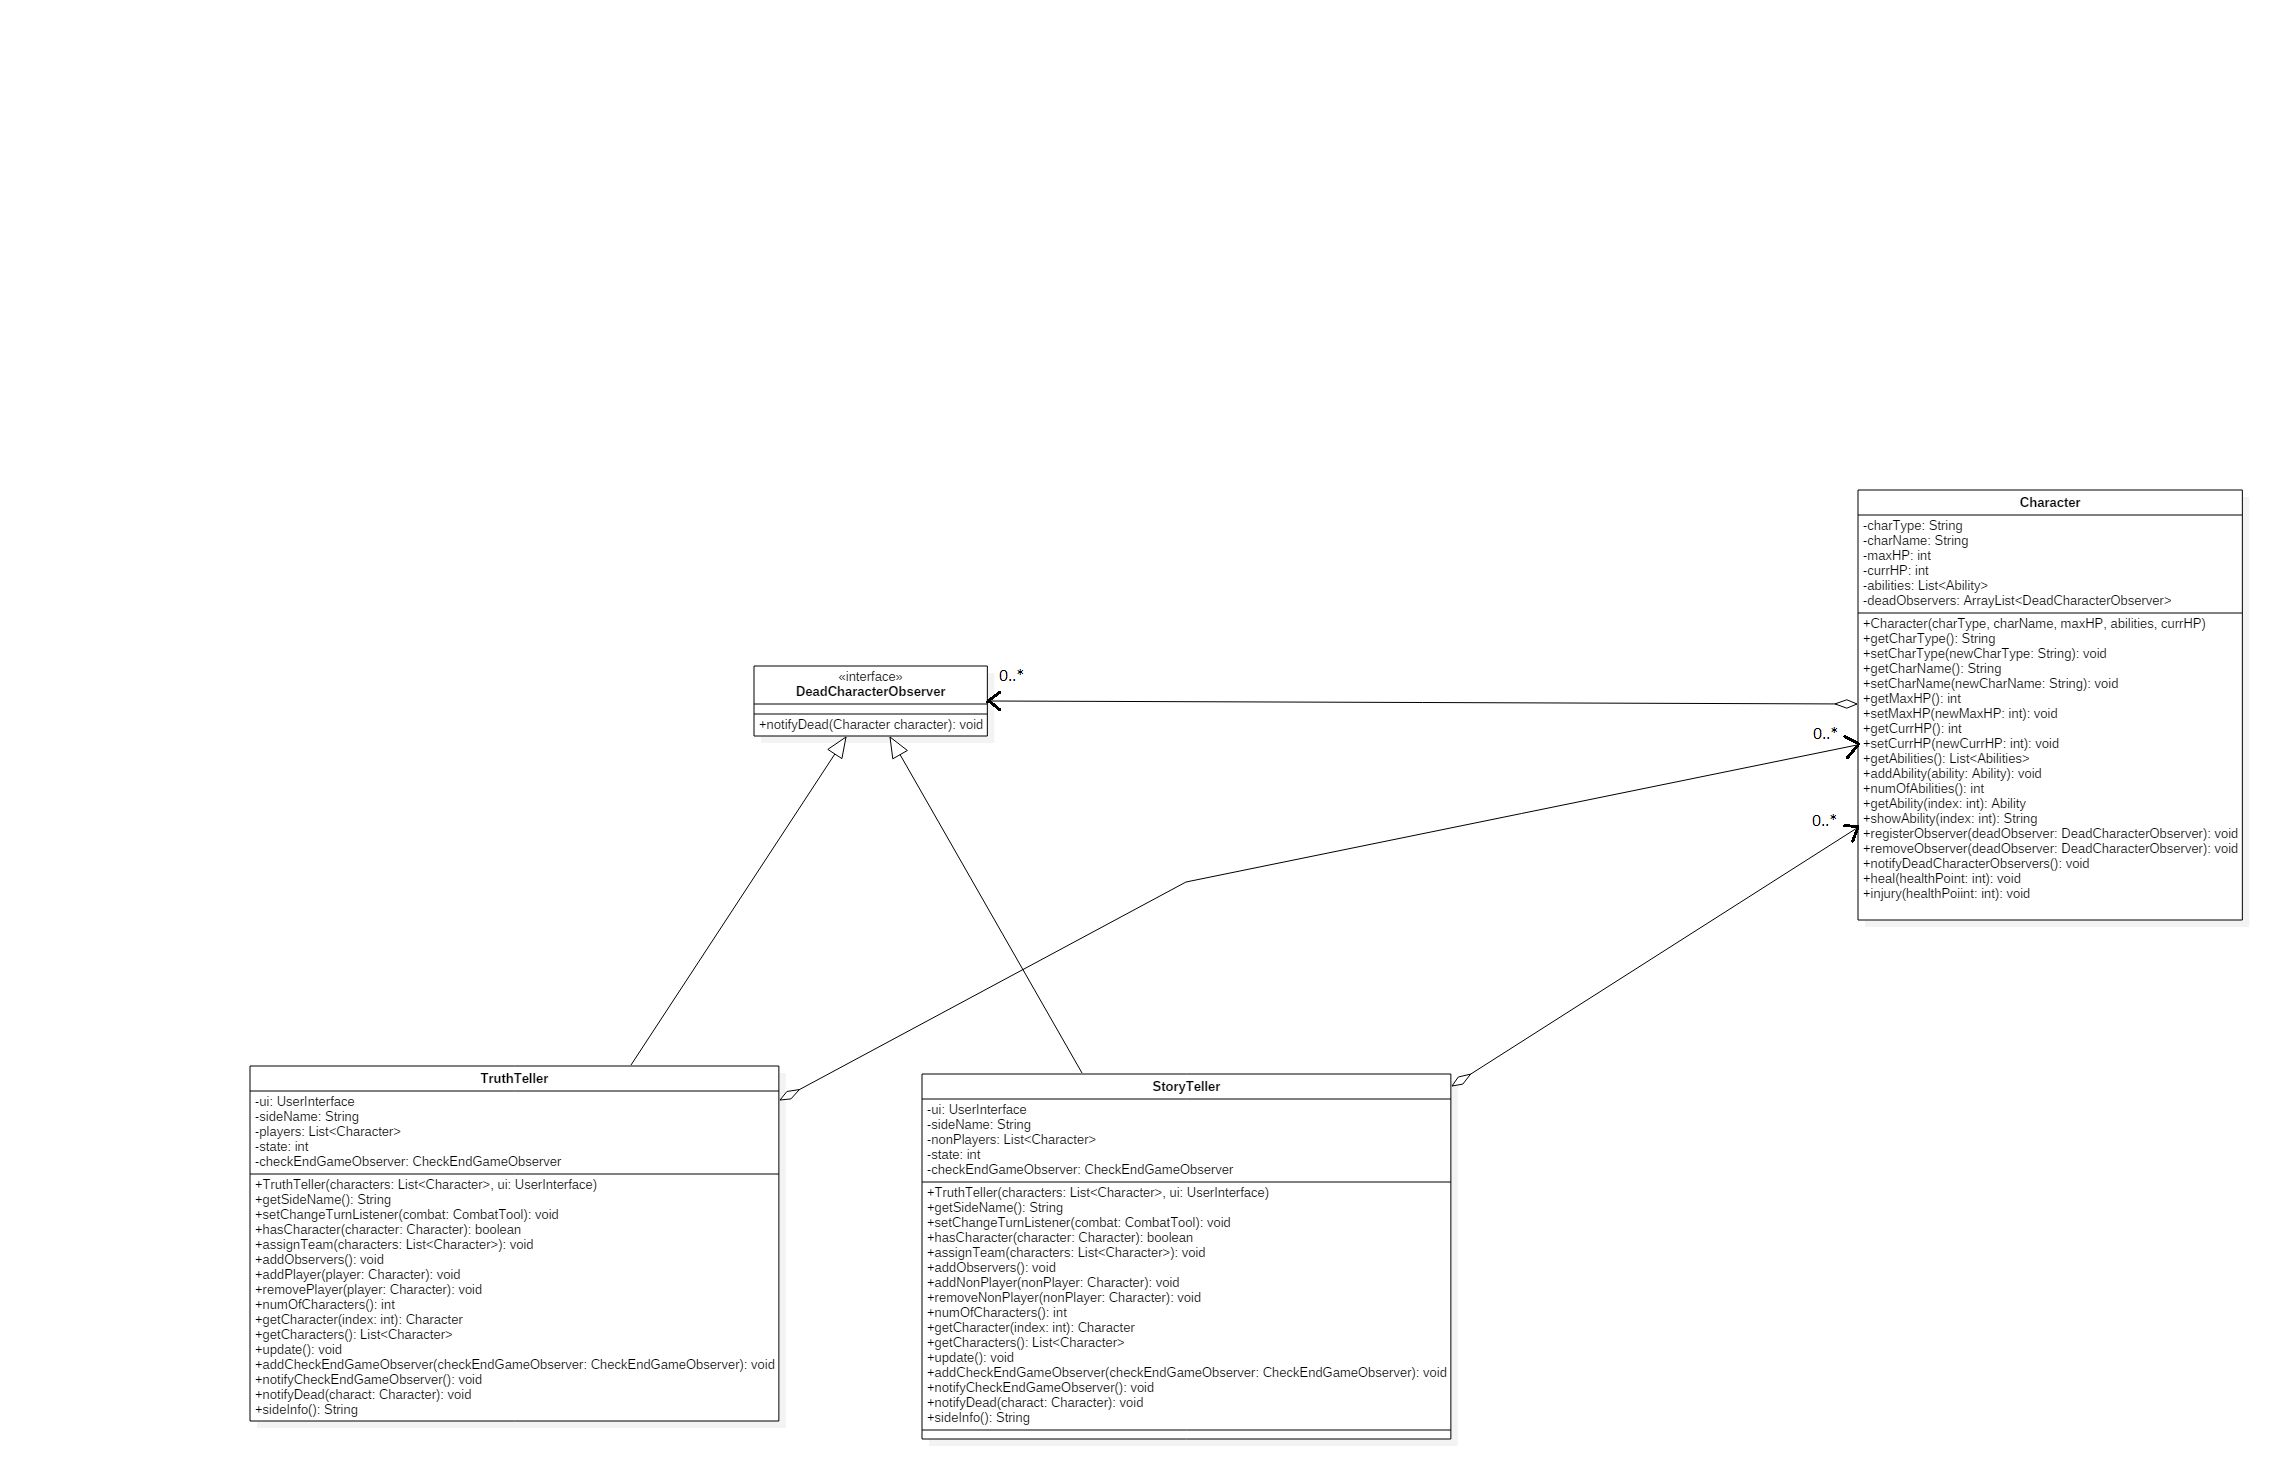 Character
-charType: String
-charName: String
-maxHP: int
-currHP: int
-abilities: List<Ability>
-deadObservers: ArrayList<DeadCharacterObserver>
+Character(charType, charName, maxHP, abilities, currHP)
+getCharType(): String
+setCharType(newCharType: String): void
+getCharName(): String
+setCharName(newCharName: String): void
+getMaxHP(): int
+setMaxHP(newMaxHP: int): void
+getCurrHP(): int
+setCurrHP(newCurrHP: int): void
+getAbilities(): List<Abilities>
+addAbility(ability: Ability): void
+numOfAbilities(): int
+getAbility(index: int): Ability
+showAbility(index: int): String
+registerObserver(deadObserver: DeadCharacterObserver): void
+removeObserver(deadObserver: DeadCharacterObserver): void
+notifyDeadCharacterObservers(): void
+heal(healthPoint: int): void
+injury(healthPoiint: int): void
«interface»
DeadCharacterObserver
+notifyDead(Character character): void
0..*
0..*
0..*
TruthTeller
-ui: UserInterface
-sideName: String
-players: List<Character>
-state: int
-checkEndGameObserver: CheckEndGameObserver
+TruthTeller(characters: List<Character>, ui: UserInterface)
+getSideName(): String
+setChangeTurnListener(combat: CombatTool): void
+hasCharacter(character: Character): boolean
+assignTeam(characters: List<Character>): void
+addObservers(): void
+addPlayer(player: Character): void
+removePlayer(player: Character): void
+numOfCharacters(): int
+getCharacter(index: int): Character
+getCharacters(): List<Character>
+update(): void
+addCheckEndGameObserver(checkEndGameObserver: CheckEndGameObserver): void
+notifyCheckEndGameObserver(): void
+notifyDead(charact: Character): void
+sideInfo(): String
StoryTeller
-ui: UserInterface
-sideName: String
-nonPlayers: List<Character>
-state: int
-checkEndGameObserver: CheckEndGameObserver
+TruthTeller(characters: List<Character>, ui: UserInterface)
+getSideName(): String
+setChangeTurnListener(combat: CombatTool): void
+hasCharacter(character: Character): boolean
+assignTeam(characters: List<Character>): void
+addObservers(): void
+addNonPlayer(nonPlayer: Character): void
+removeNonPlayer(nonPlayer: Character): void
+numOfCharacters(): int
+getCharacter(index: int): Character
+getCharacters(): List<Character>
+update(): void
+addCheckEndGameObserver(checkEndGameObserver: CheckEndGameObserver): void
+notifyCheckEndGameObserver(): void
+notifyDead(charact: Character): void
+sideInfo(): String